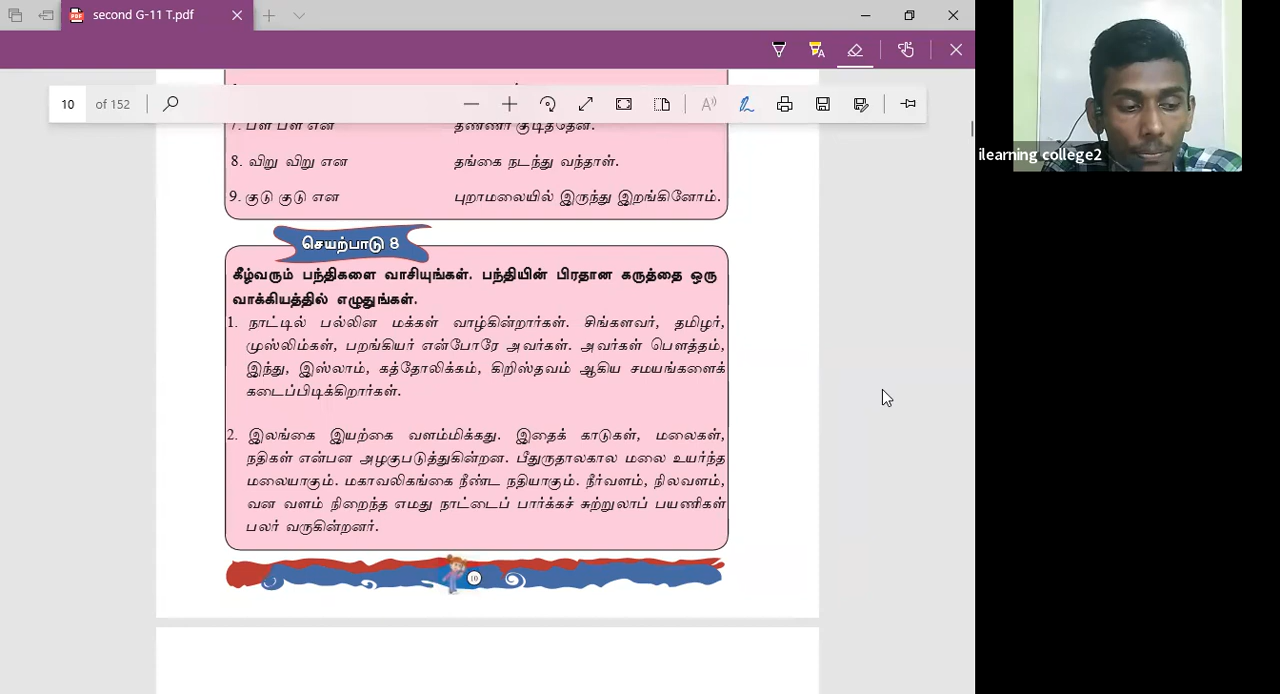 second G-11 T.pdf
10 of 152
ilearning college2
7. பள பள என
8. விறு விறு என தங்கை நடந்து வந்தாள்.
9. குடு குடு என புறாமலையில் இருந்து இறங்கினோம்.
செயற்பாடு 8
கீழ்வரும் பந்திகளை வாசியுங்கள். பந்தியின் பிரதான கருத்தை ஒரு
வாக்கியத்தில் எழுதுங்கள்.
1. நாட்டில் பல்லின மக்கள் வாழ்கின்றார்கள். சிங்களவர், தமிழர்,
முஸ்லிம்கள், பறங்கியர் என்போரே அவர்கள். அவர்கள் பௌத்தம்,
இந்து, இஸ்லாம், கத்தோலிக்கம், கிறிஸ்தவம் ஆகிய சமயங்களைக்
கடைப்பிடிக்கிறார்கள்.
2. இலங்கை இயற்கை வளம்மிக்கது. இதைக் காடுகள், மலைகள்,
நதிகள் என்பன அழகுபடுத்துகின்றன. பீதுருதாலகால மலை உயர்ந்த
மலையாகும். மகாவலிகங்கை நீண்ட நதியாகும். நீர்வளம், நிலவளம்,
வன வளம் நிறைந்த எமது நாட்டைப் பார்க்கச் சுற்றுலாப் பயணிகள்
பலர் வருகின்றனர்.
10